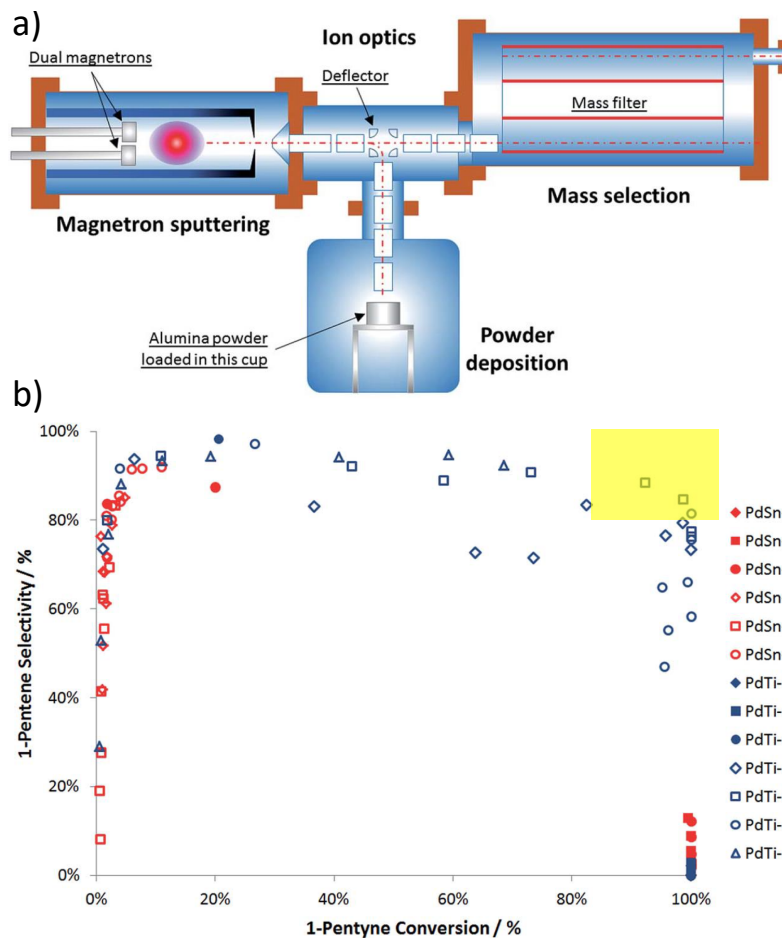 a)
Dual magnetrons
Ion optics
Deflector
Mass filter
Magnetron sputtering
Mass selection
Alumina powder
loaded in this cup
Powder
deposition
b)
100%
80%
60%
40%
20%
0%
1-Pentene Selectivity / %
0%
20%
40%
60%
80%
100%
1-Pentyne Conversion / %
PdSn
PdSn
PdSn
PdSn
PdSn
PdSn
PdTi-
PdTi-
PdTi-
PdTi-
PdTi-
PdTi-
PdTi-